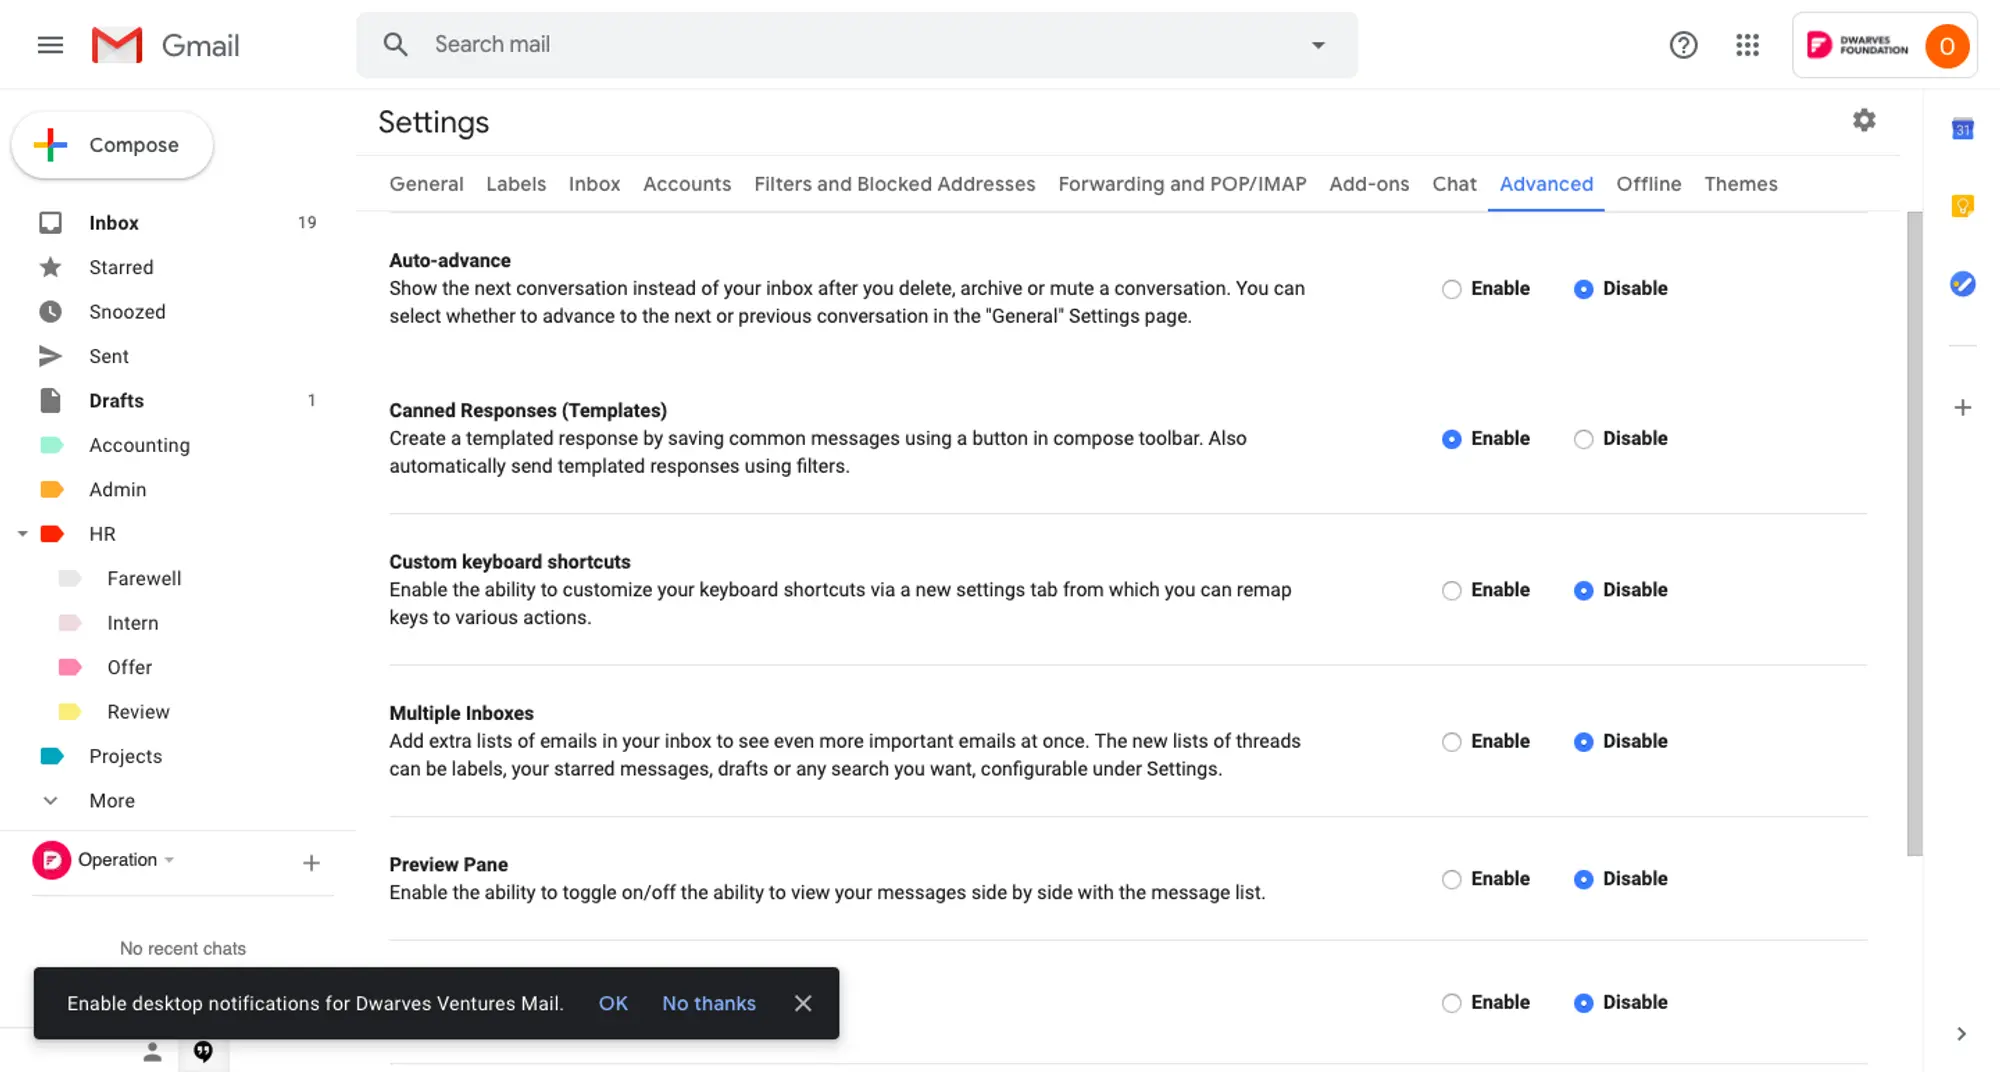 Gmail
Search mail
DWARVES
FOUNDATION
O
Compose
Inbox 19
Starred
Snoozed
Sent
Drafts 1
Accounting
Admin
HR
Farewell
Intern
Offer
Review
Projects
More
Operation
No recent chats
Settings
General Labels Inbox Accounts Filters and Blocked Addresses Forwarding and POP/IMAP Add-ons Chat Advanced Offline Themes
Auto-advance
Show the next conversation instead of your inbox after you delete, archive or mute a conversation. You can
select whether to advance to the next or previous conversation in the "General" Settings page.
Enable Disable
Canned Responses (Templates)
Create a templated response by saving common messages using a button in compose toolbar. Also
automatically send templated responses using filters.
Enable Disable
Custom keyboard shortcuts
Enable the ability to customize your keyboard shortcuts via a new settings tab from which you can remap
keys to various actions.
Enable Disable
Multiple Inboxes
Add extra lists of emails in your inbox to see even more important emails at once. The new lists of threads
can be labels, your starred messages, drafts or any search you want, configurable under Settings.
Enable Disable
Preview Pane
Enable the ability to toggle on/off the ability to view your messages side by side with the message list.
Enable Disable
Enable Disable
Enable desktop notifications for Dwarves Ventures Mail. OK No thanks
31